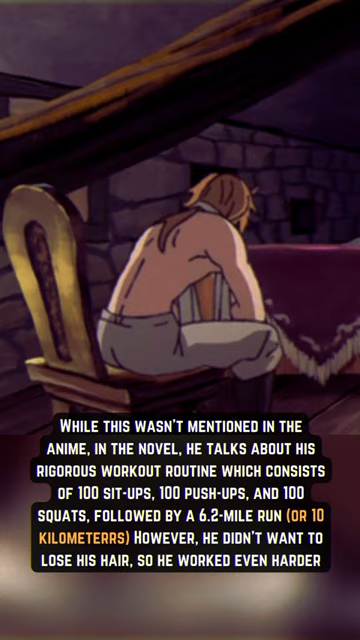 While this wasn't mentioned in the
anime, in the novel, he talks about his
rigorous workout routine which consists
of 100 sit-ups, 100 push-ups, and 100
squats, followed by a 6.2-mile run (or 10
kilometerrs) However, he didn't want to
lose his hair, so he worked even harder